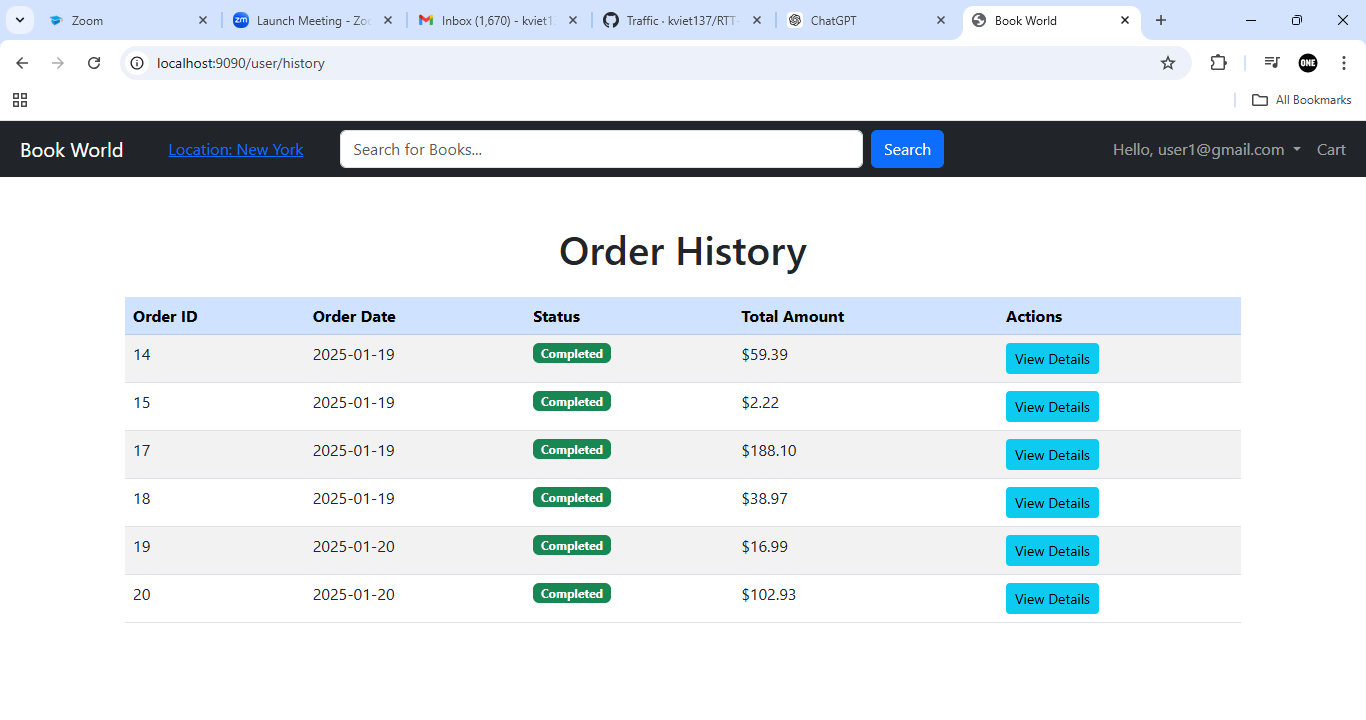 Zoom
Launch Meeting - Zoo
Inbox (1,670) - kviet13
Traffic · kviet137/RTT-
ChatGPT
Book World
localhost:9090/user/history
ONE
All Bookmarks
Book World
Location: New York
Search for Books...
Search
Hello, user1@gmail.com
Cart
Order History
Order ID Order Date Status Total Amount Actions
14 2025-01-19 Completed $59.39 View Details
15 2025-01-19 Completed $2.22 View Details
17 2025-01-19 Completed $188.10 View Details
18 2025-01-19 Completed $38.97 View Details
19 2025-01-20 Completed $16.99 View Details
20 2025-01-20 Completed $102.93 View Details